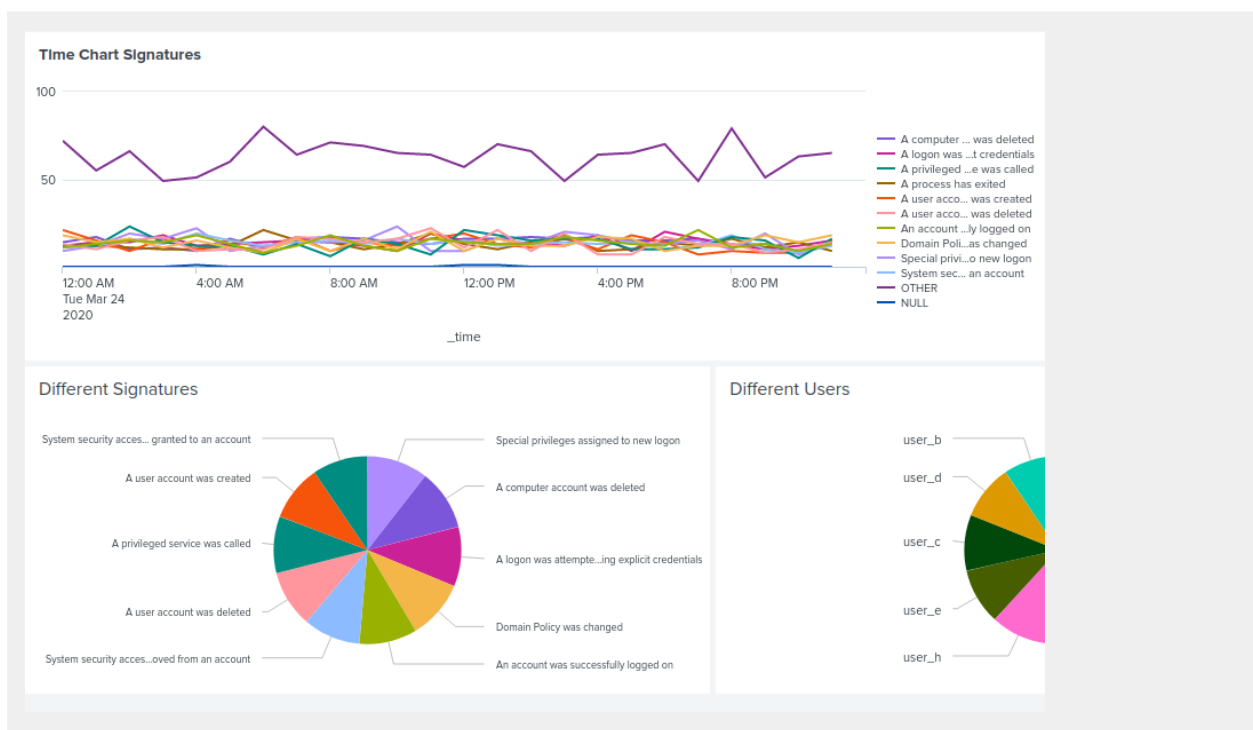 Time Chart Signatures
100
50
12:00 AM
Tue Mar 24
2020
4:00 AM
8:00 AM
12:00 PM
4:00 PM
8:00 PM
_time
A computer ... was deleted
A logon was ...t credentials
A privileged ...e was called
A process has exited
A user acco... was created
A user acco... was deleted
An account ...ly logged on
Domain Poli...as changed
Special privi...o new logon
System sec... an account
OTHER
NULL
Different Signatures
System security acces... granted to an account
A user account was created
A privileged service was called
A user account was deleted
System security acces...oved from an account
Special privileges assigned to new logon
A computer account was deleted
A logon was attempte...ing explicit credentials
Domain Policy was changed
An account was successfully logged on
Different Users
user_b
user_d
user_c
user_e
user_h